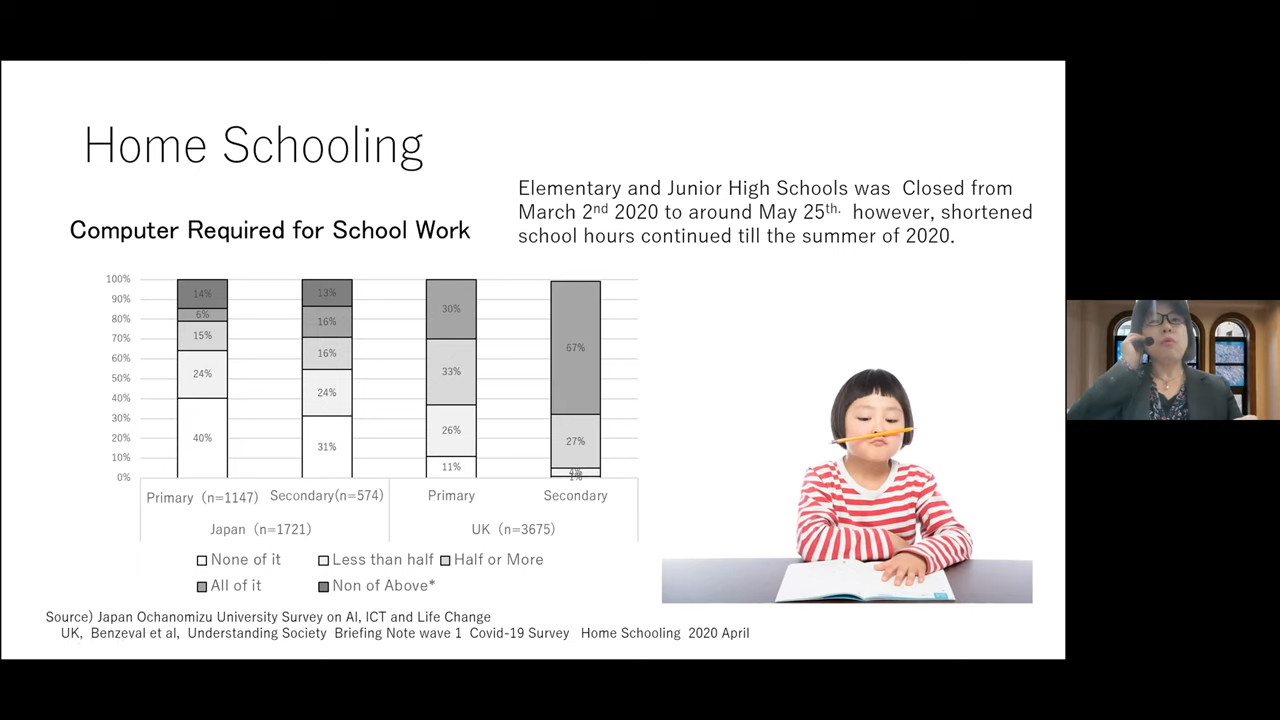 Home Schooling
Elementary and Junior High Schools was Closed from
March 2nd 2020 to around May 25th. however, shortened
school hours continued till the summer of 2020.
Computer Required for School Work
100%
90%
80%
70%
60%
50%
40%
30%
20%
10%
0%
14%
6%
15%
24%
40%
13%
16%
16%
24%
31%
30%
33%
26%
11%
67%
27%
4%
1%
Primary (n=1147) Secondary(n=574) Primary Secondary
Japan (n=1721) UK (n=3675)
None of it Less than half Half or More
All of it Non of Above*
Source) Japan Ochanomizu University Survey on AI, ICT and Life Change
UK, Benzeval et al, Understanding Society Briefing Note wave 1 Covid-19 Survey Home Schooling 2020 April